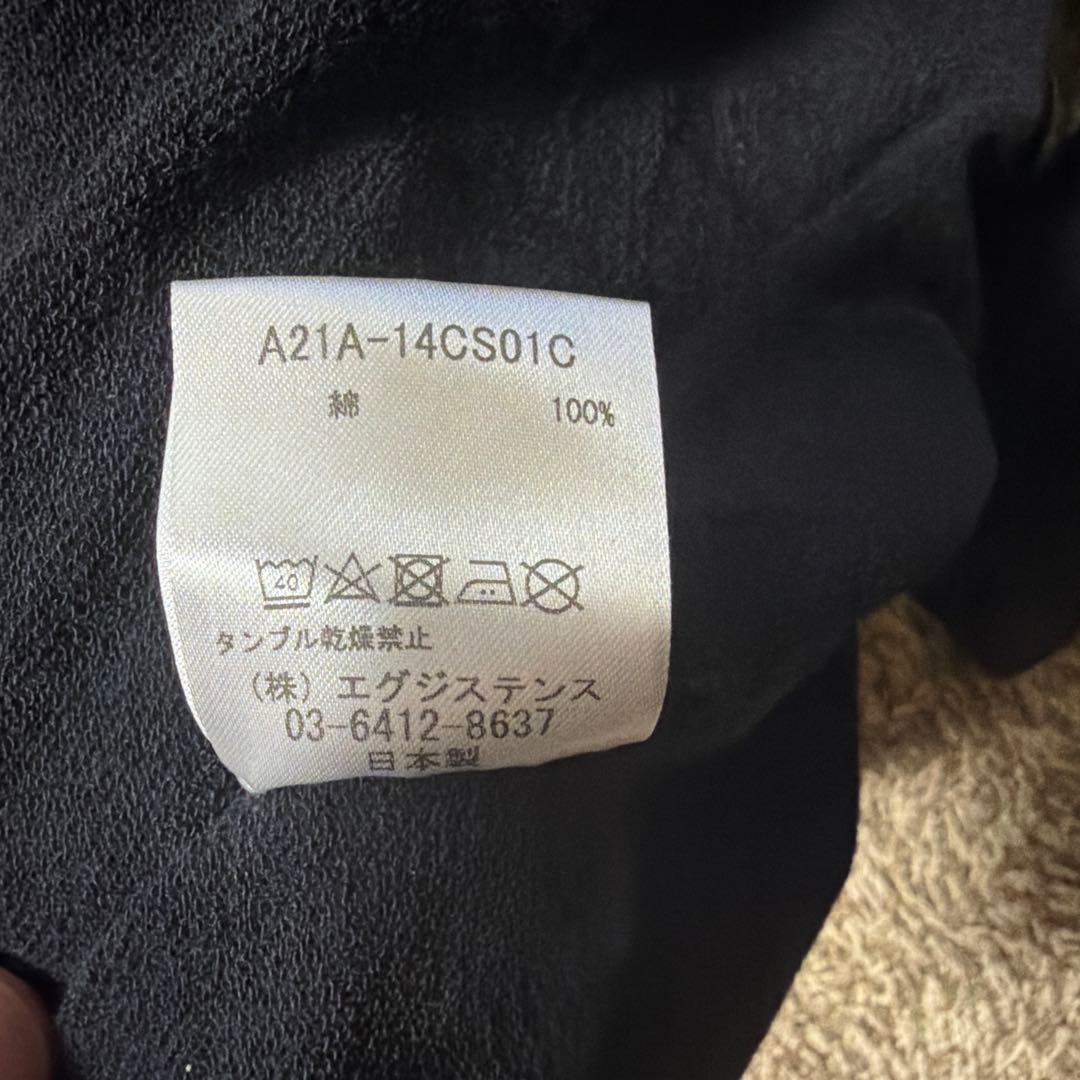 A21A-14CS01C
綿 100%
40
タンブル乾燥禁止
（株）エグジステンス
03-6412-8637
日本製